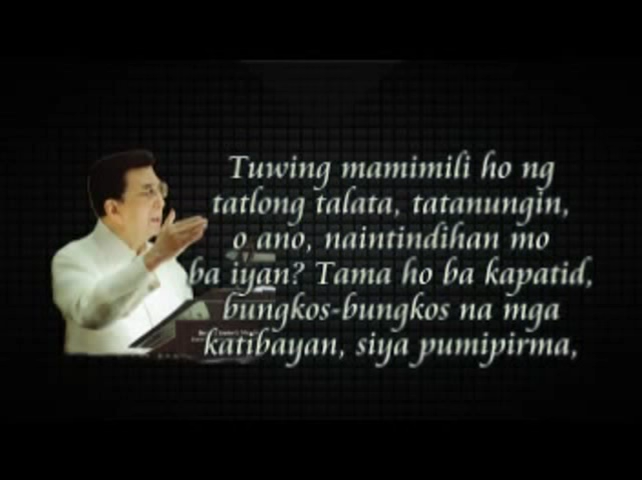 Tuwing mamimili ho ng
tatlong talata, tatanungin,
o ano, naintindihan mo
ba iyan? Tama ho ba kapatid,
bungkos-bungkos na mga
katibayan, siya pumipirma,